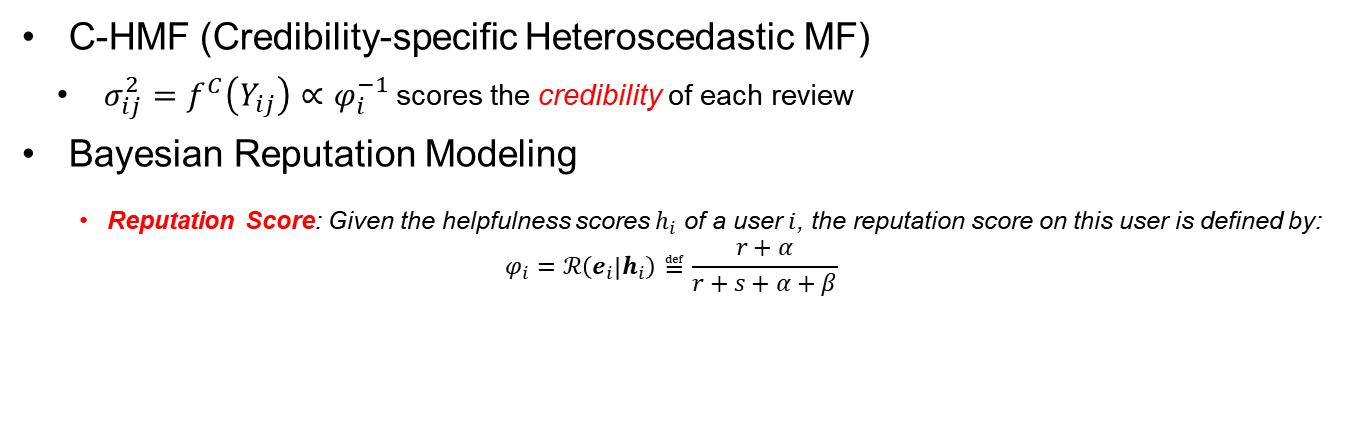 • C-HMF (Credibility-specific Heteroscedastic MF)
• σ²ᵢⱼ = fᶜ(Yᵢⱼ) ∝ φᵢ⁻¹ scores the credibility of each review
• Bayesian Reputation Modeling
• Reputation Score: Given the helpfulness scores hᵢ of a user i, the reputation score on this user is defined by:
φᵢ = ℛ(𝒆ᵢ|𝒉ᵢ) ≝ (r + α) / (r + s + α + β)